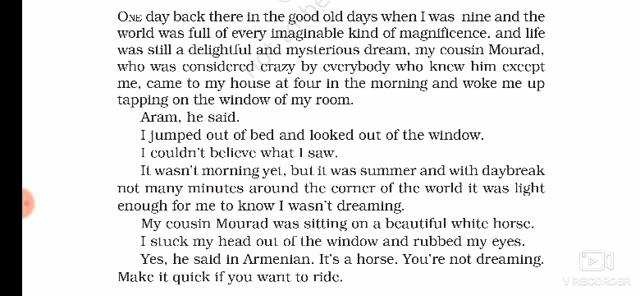 ONE day back there in the good old days when I was nine and the
world was full of every imaginable kind of magnificence, and life
was still a delightful and mysterious dream, my cousin Mourad,
who was considered crazy by everybody who knew him except
me, came to my house at four in the morning and woke me up
tapping on the window of my room.
Aram, he said.
I jumped out of bed and looked out of the window.
I couldn't believe what I saw.
It wasn't morning yet, but it was summer and with daybreak
not many minutes around the corner of the world it was light
enough for me to know I wasn't dreaming.
My cousin Mourad was sitting on a beautiful white horse.
I stuck my head out of the window and rubbed my eyes.
Yes, he said in Armenian. It's a horse. You're not dreaming.
Make it quick if you want to ride.
V RECORDER